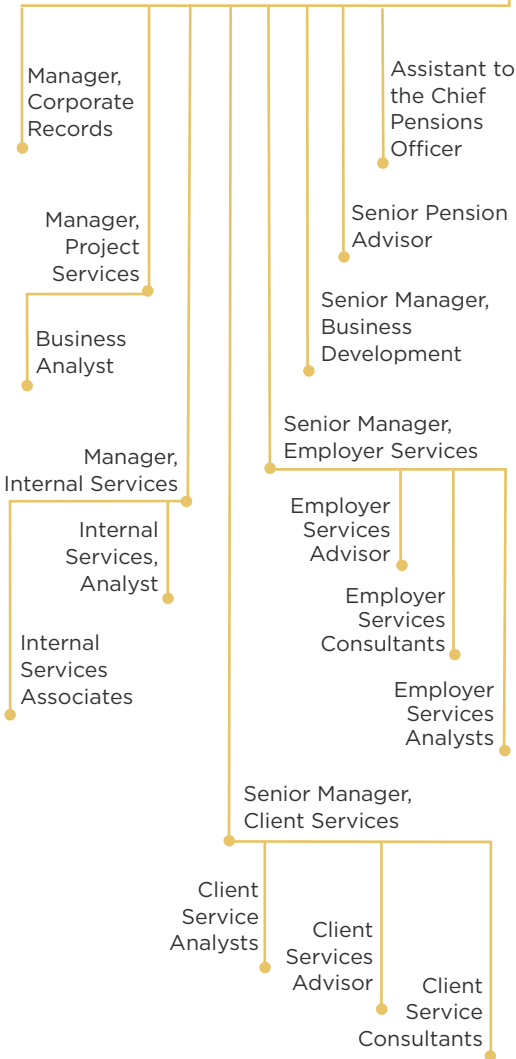 Manager,
Corporate
Records
Assistant to
the Chief
Pensions
Officer
Manager,
Project
Services
Senior Pension
Advisor
Business
Analyst
Senior Manager,
Business
Development
Manager,
Internal Services
Senior Manager,
Employer Services
Internal
Services,
Analyst
Employer
Services
Advisor
Internal
Services
Associates
Employer
Services
Consultants
Employer
Services
Analysts
Senior Manager,
Client Services
Client
Service
Analysts
Client
Services
Advisor
Client
Service
Consultants